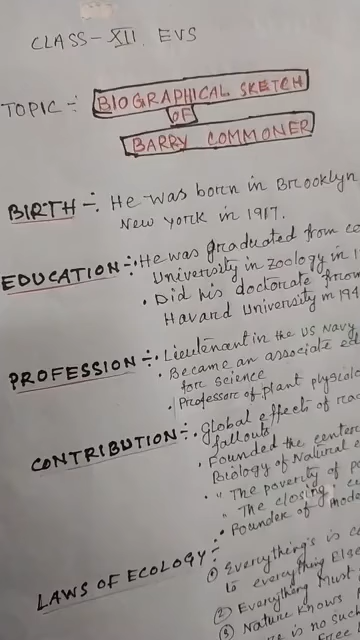 CLASS-XII. EVS
TOPIC -: BIOGRAPHICAL SKETCH
OF
BARRY COMMONER
BIRTH -: He was born in Brooklyn
New York in 1917.
EDUCATION -: He was graduated from
University in Zoology in
• Did his doctorate from
Havard University in
PROFESSION -: • Lieutenant in the US Navy
• Became an associate
for science
• Professor of plant
CONTRIBUTION -: • Global effects of
fallouts
• Founded the center
Biology of Natural
• " The poverty of
" The closing
• Founder of
LAWS OF ECOLOGY -:
① Everything's is
to everything
② Everything Must
③ Nature Knows
is no such